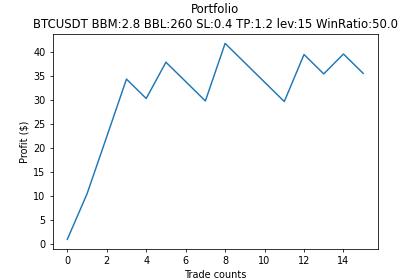 Portfolio
BTCUSDT BBM:2.8 BBL:260 SL:0.4 TP:1.2 lev:15 WinRatio:50.0
40
35
30
25
20
15
10
5
0
Profit ($)
0 2 4 6 8 10 12 14
Trade counts